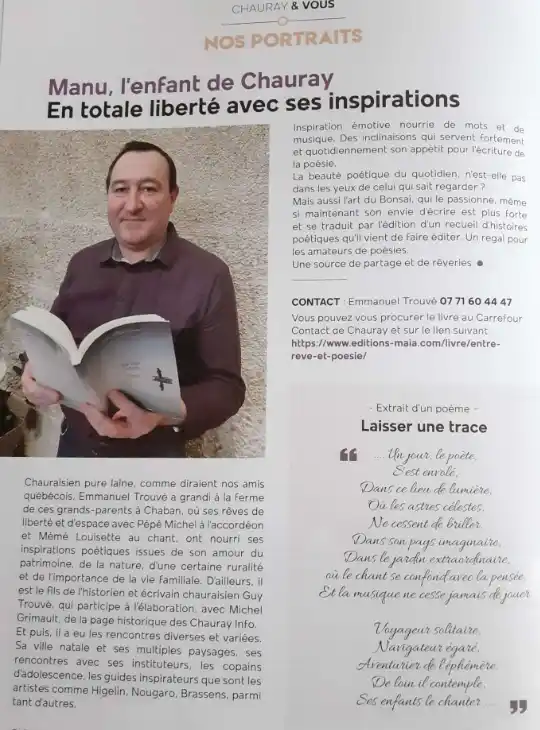 CHAURAY & VOUS
NOS PORTRAITS
Manu, l'enfant de Chauray
En totale liberté avec ses inspirations
Inspiration émotive nourrie de mots et de
musique. Des inclinaisons qui servent fortement
et quotidiennement son appétit pour l'écriture de
la poésie.
La beauté poétique du quotidien, n'est-elle pas
dans les yeux de celui qui sait regarder ?
Mais aussi l'art du Bonsaï, qui le passionne, même
si maintenant son envie d'écrire est plus forte
et se traduit par l'édition d'un recueil d'histoires
poétiques qu'il vient de faire éditer. Un régal pour
les amateurs de poésies.
Une source de partage et de rêveries. ●
CONTACT : Emmanuel Trouvé 07 71 60 44 47
Vous pouvez vous procurer le livre au Carrefour
Contact de Chauray et sur le lien suivant
https://www.editions-maia.com/livre/entre-
reve-et-poesie/
Chauraisien pure laine, comme diraient nos amis
québécois, Emmanuel Trouvé a grandi à la ferme
de ces grands-parents à Chaban, où ses rêves de
liberté et d'espace avec Pépé Michel à l'accordéon
et Mémé Louisette au chant, ont nourri ses
inspirations poétiques issues de son amour du
patrimoine, de la nature, d'une certaine ruralité
et de l'importance de la vie familiale. D'ailleurs, il
est le fils de l'historien et écrivain chauraisien Guy
Trouvé, qui participe à l'élaboration, avec Michel
Grimault, de la page historique des Chauray Info.
Et puis, il a eu les rencontres diverses et variées.
Sa ville natale et ses multiples paysages, ses
rencontres avec ses instituteurs, les copains
d'adolescence, les guides inspirateurs que sont les
artistes comme Higelin, Nougaro, Brassens, parmi
tant d'autres.
- Extrait d'un poème -
Laisser une trace
“ .... Un jour, le poète,
S'est envolé,
Dans ce lieu de lumière,
Où les astres célestes,
Ne cessent de briller.
Dans son pays imaginaire,
Dans le jardin extraordinaire,
où le chant se confond avec la pensée
Et la musique ne cesse jamais de jouer
Voyageur solitaire,
Navigateur égaré,
Aventurier de l'éphémère,
De loin il contemple,
Ses enfants le chanter .... ”